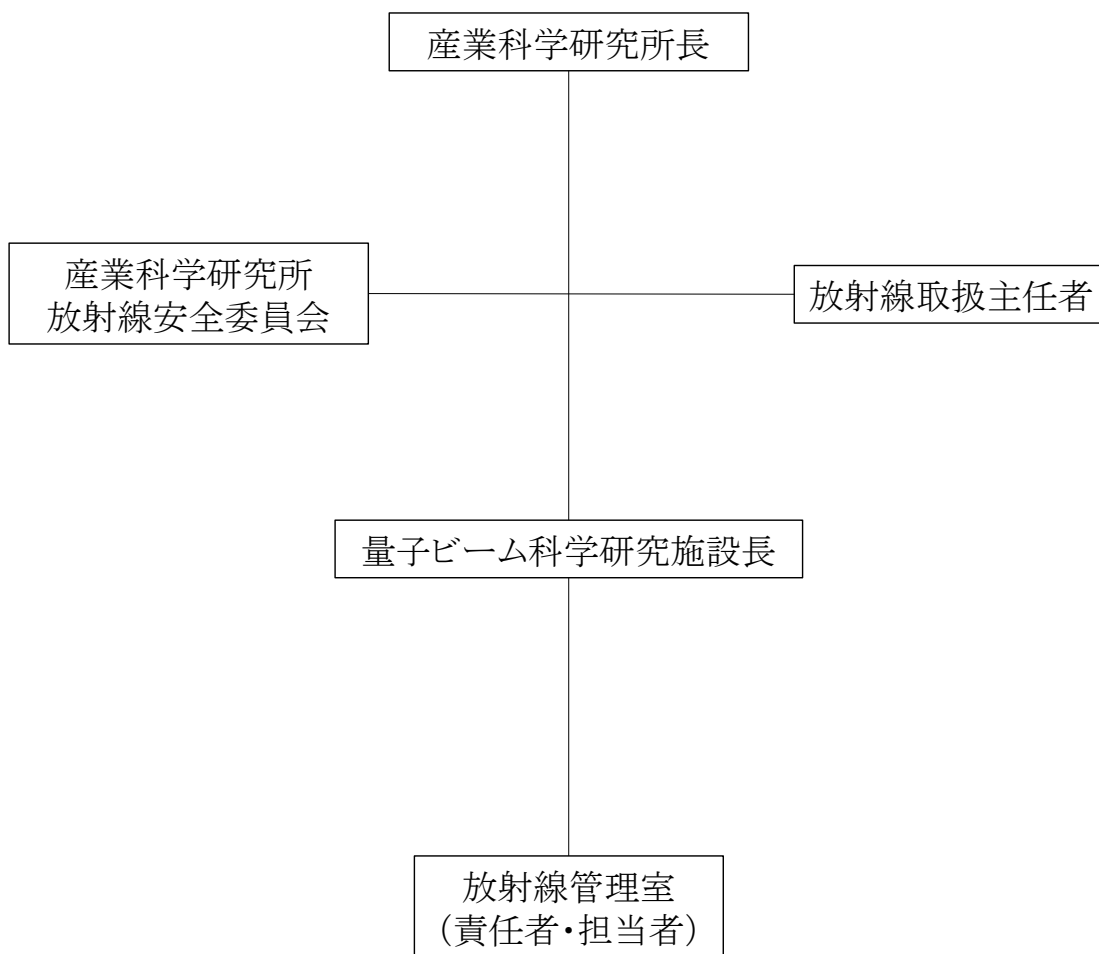 産業科学研究所長
産業科学研究所
放射線安全委員会
放射線取扱主任者
量子ビーム科学研究施設長
放射線管理室
（責任者・担当者）